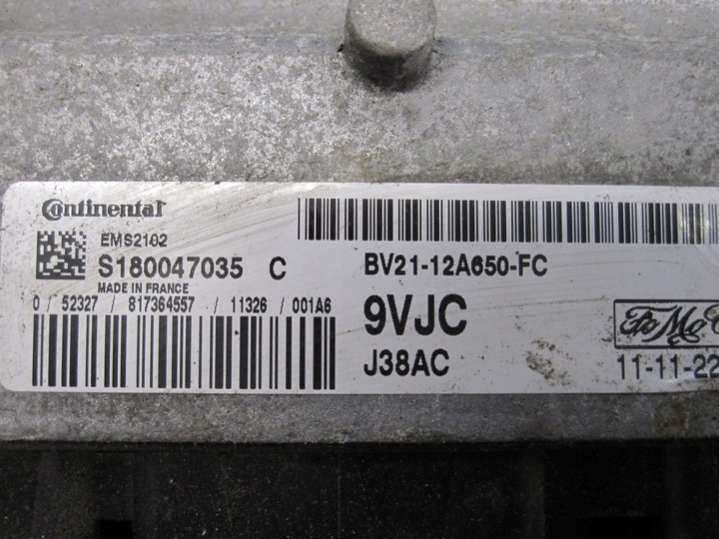 Continental
EMS2102
S180047035 C
MADE IN FRANCE
0 / 52327 / 817364557 / 11326 / 001A6
BV21-12A650-FC
9VJC
J38AC
11-11-22